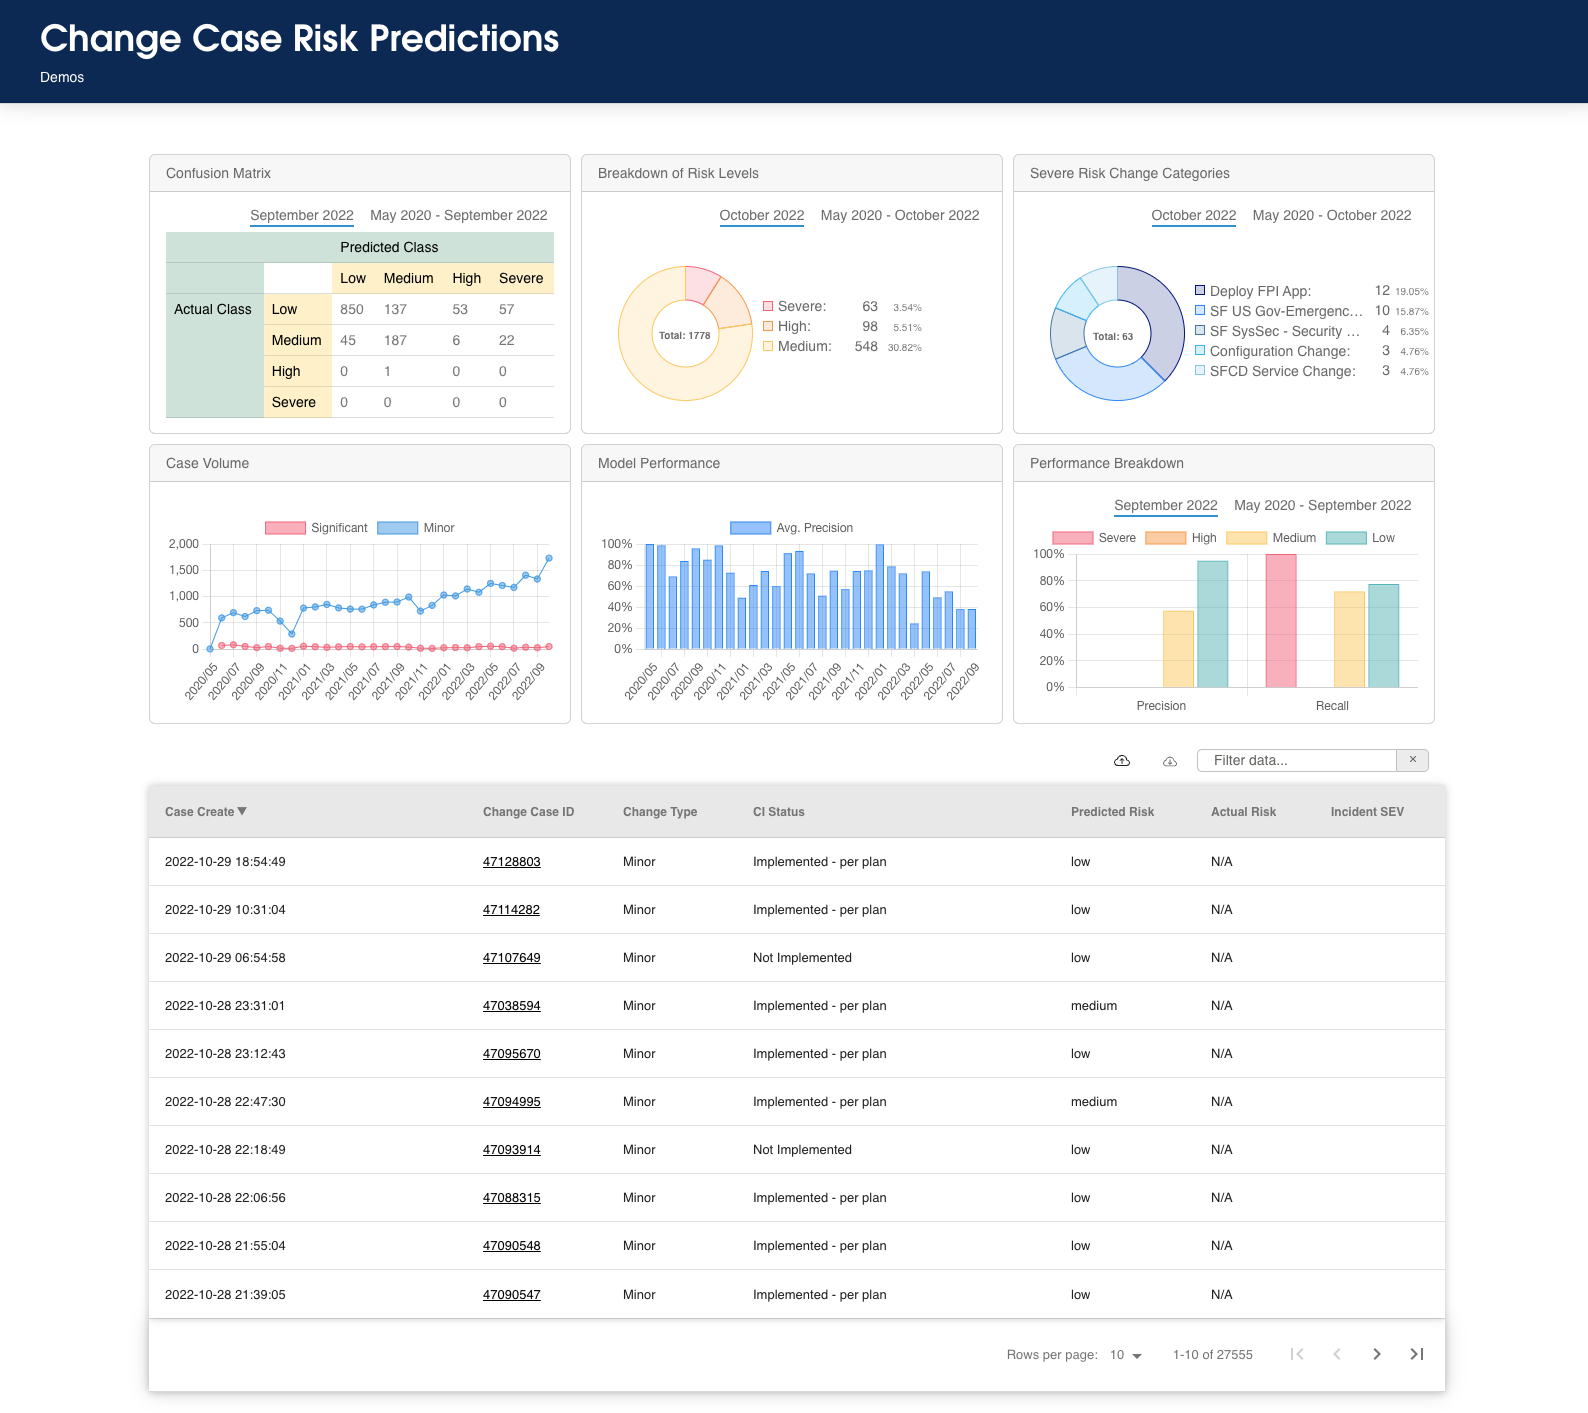 Change Case Risk Predictions
Demos
Confusion Matrix
September 2022 May 2020 - September 2022
Predicted Class
Low Medium High Severe
Actual Class Low 850 137 53 57
Medium 45 187 6 22
High 0 1 0 0
Severe 0 0 0 0
Breakdown of Risk Levels
October 2022 May 2020 - October 2022
Total: 1778
Severe: 63 3.54%
High: 98 5.51%
Medium: 548 30.82%
Severe Risk Change Categories
October 2022 May 2020 - October 2022
Total: 63
Deploy FPI App: 12 19.05%
SF US Gov-Emergenc... 10 15.87%
SF SysSec - Security ... 4 6.35%
Configuration Change: 3 4.76%
SFCD Service Change: 3 4.76%
Case Volume
Significant Minor
2,000
1,500
1,000
500
0
2020/05 2020/07 2020/09 2020/11 2021/01 2021/03 2021/05 2021/07 2021/09 2021/11 2022/01 2022/03 2022/05 2022/07 2022/09
Model Performance
Avg. Precision
100%
80%
60%
40%
20%
0%
2020/05 2020/07 2020/09 2020/11 2021/01 2021/03 2021/05 2021/07 2021/09 2021/11 2022/01 2022/03 2022/05 2022/07 2022/09
Performance Breakdown
September 2022 May 2020 - September 2022
Severe High Medium Low
100%
80%
60%
40%
20%
0%
Precision Recall
Filter data... ×
Case Create▼ Change Case ID Change Type CI Status Predicted Risk Actual Risk Incident SEV
2022-10-29 18:54:49 47128803 Minor Implemented - per plan low N/A
2022-10-29 10:31:04 47114282 Minor Implemented - per plan low N/A
2022-10-29 06:54:58 47107649 Minor Not Implemented low N/A
2022-10-28 23:31:01 47038594 Minor Implemented - per plan medium N/A
2022-10-28 23:12:43 47095670 Minor Implemented - per plan low N/A
2022-10-28 22:47:30 47094995 Minor Implemented - per plan medium N/A
2022-10-28 22:18:49 47093914 Minor Not Implemented low N/A
2022-10-28 22:06:56 47088315 Minor Implemented - per plan low N/A
2022-10-28 21:55:04 47090548 Minor Implemented - per plan low N/A
2022-10-28 21:39:05 47090547 Minor Implemented - per plan low N/A
Rows per page: 10 1-10 of 27555